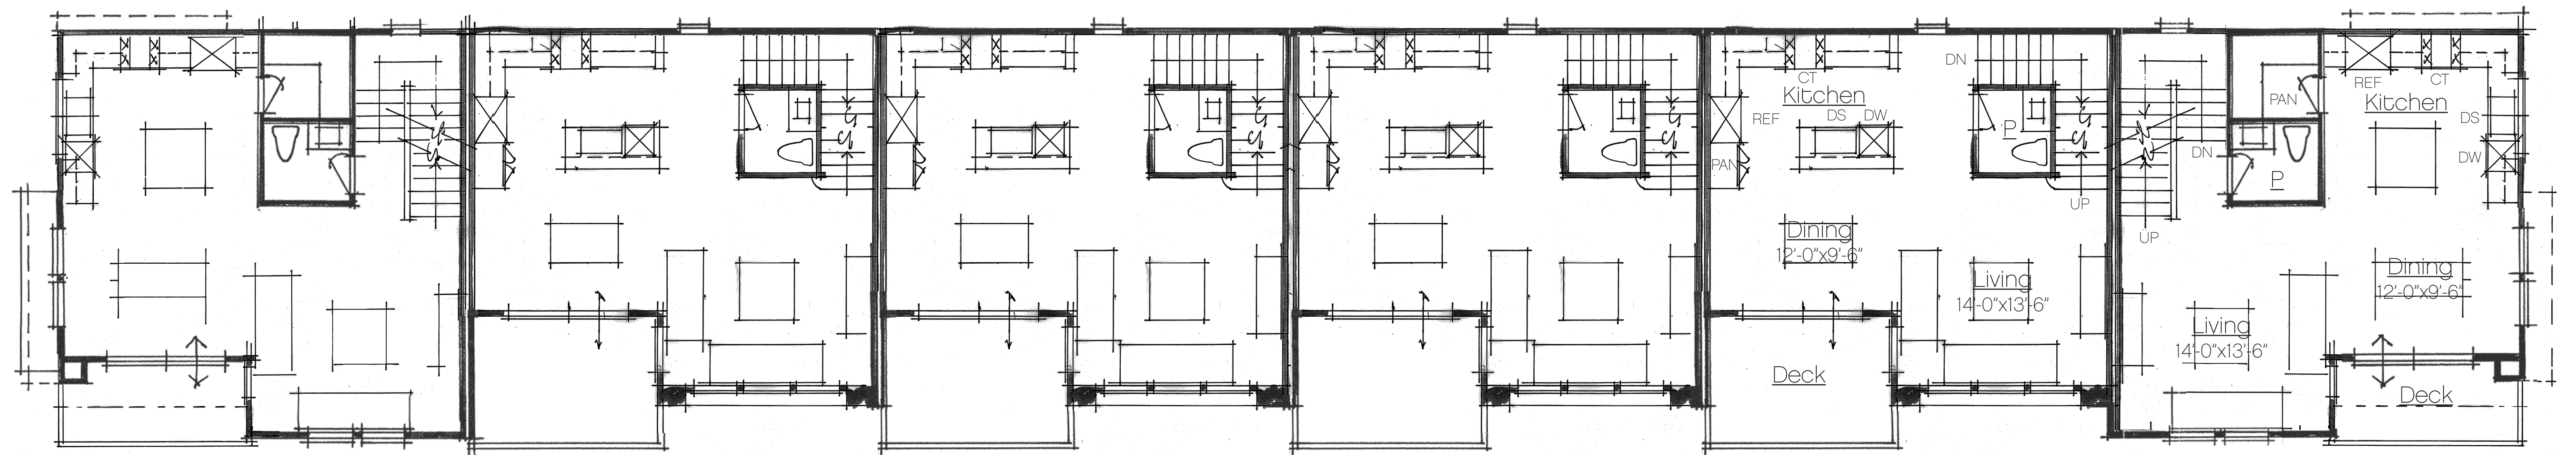 CT
Kitchen
REF
DS DW
PAN
DN
P
UP
Dining
12'-0"x9'-6"
Living
14'-0"x13'-6"
Deck
PAN
REF
CT
Kitchen
DS
DW
DN
P
UP
Dining
12'-0"x9'-6"
Living
14'-0"x13'-6"
Deck